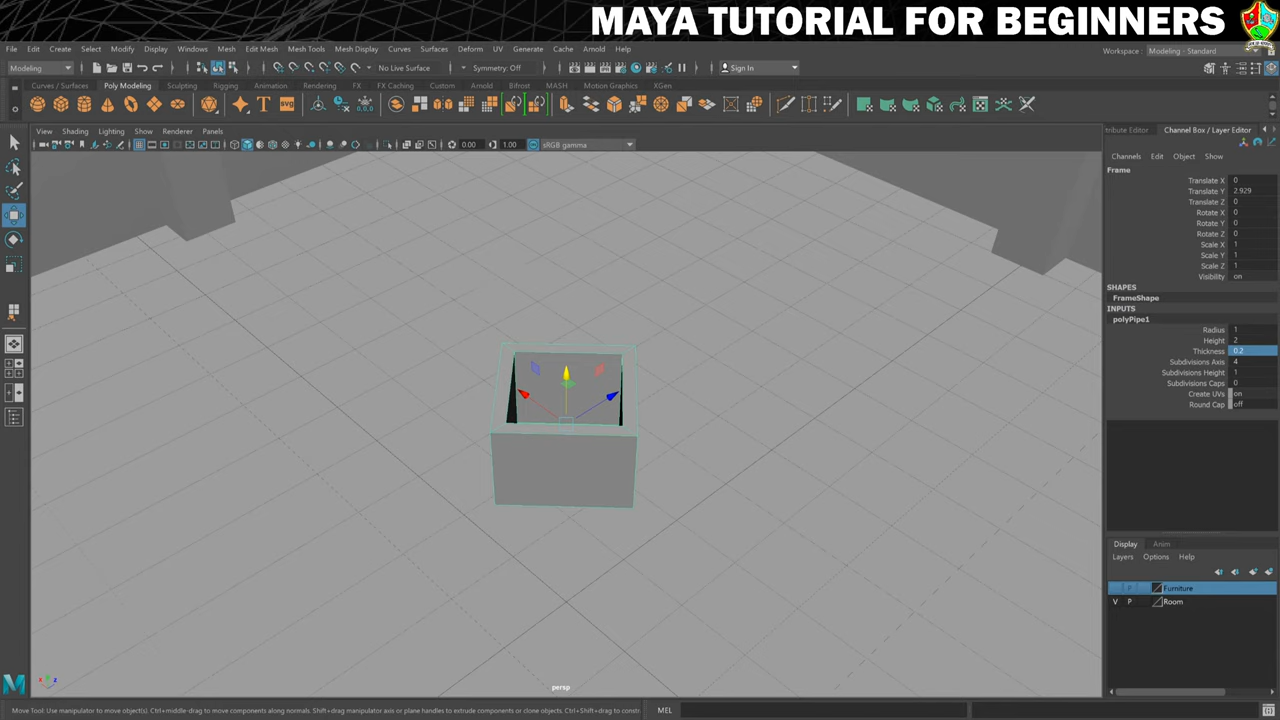 MAYA TUTORIAL FOR BEGINNERS
File Edit Create Select Modify Display Windows Mesh Edit Mesh Mesh Tools Mesh Display Curves Surfaces Deform UV Generate Cache Arnold Help
Workspace : Modeling - Standard
Modeling No Live Surface Symmetry: Off Sign In
Curves / Surfaces Poly Modeling Sculpting Rigging Animation Rendering FX FX Caching Custom Arnold Bifrost MASH Motion Graphics XGen
View Shading Lighting Show Renderer Panels
0.00 1.00 sRGB gamma
tribute Editor Channel Box / Layer Editor
Channels Edit Object Show
Frame
Translate X 0
Translate Y 2.929
Translate Z 0
Rotate X 0
Rotate Y 0
Rotate Z 0
Scale X 1
Scale Y 1
Scale Z 1
Visibility on
SHAPES
FrameShape
INPUTS
polyPipe1
Radius 1
Height 2
Thickness 0.2
Subdivisions Axis 4
Subdivisions Height 1
Subdivisions Caps 0
Create UVs on
Round Cap off
Display Anim
Layers Options Help
P Furniture
V P Room
persp
Move Tool: Use manipulator to move object(s). Ctrl+middle-drag to move components along normals. Shift+drag manipulator axis or plane handles to extrude components or clone objects. Ctrl+Shift+drag to constr
MEL